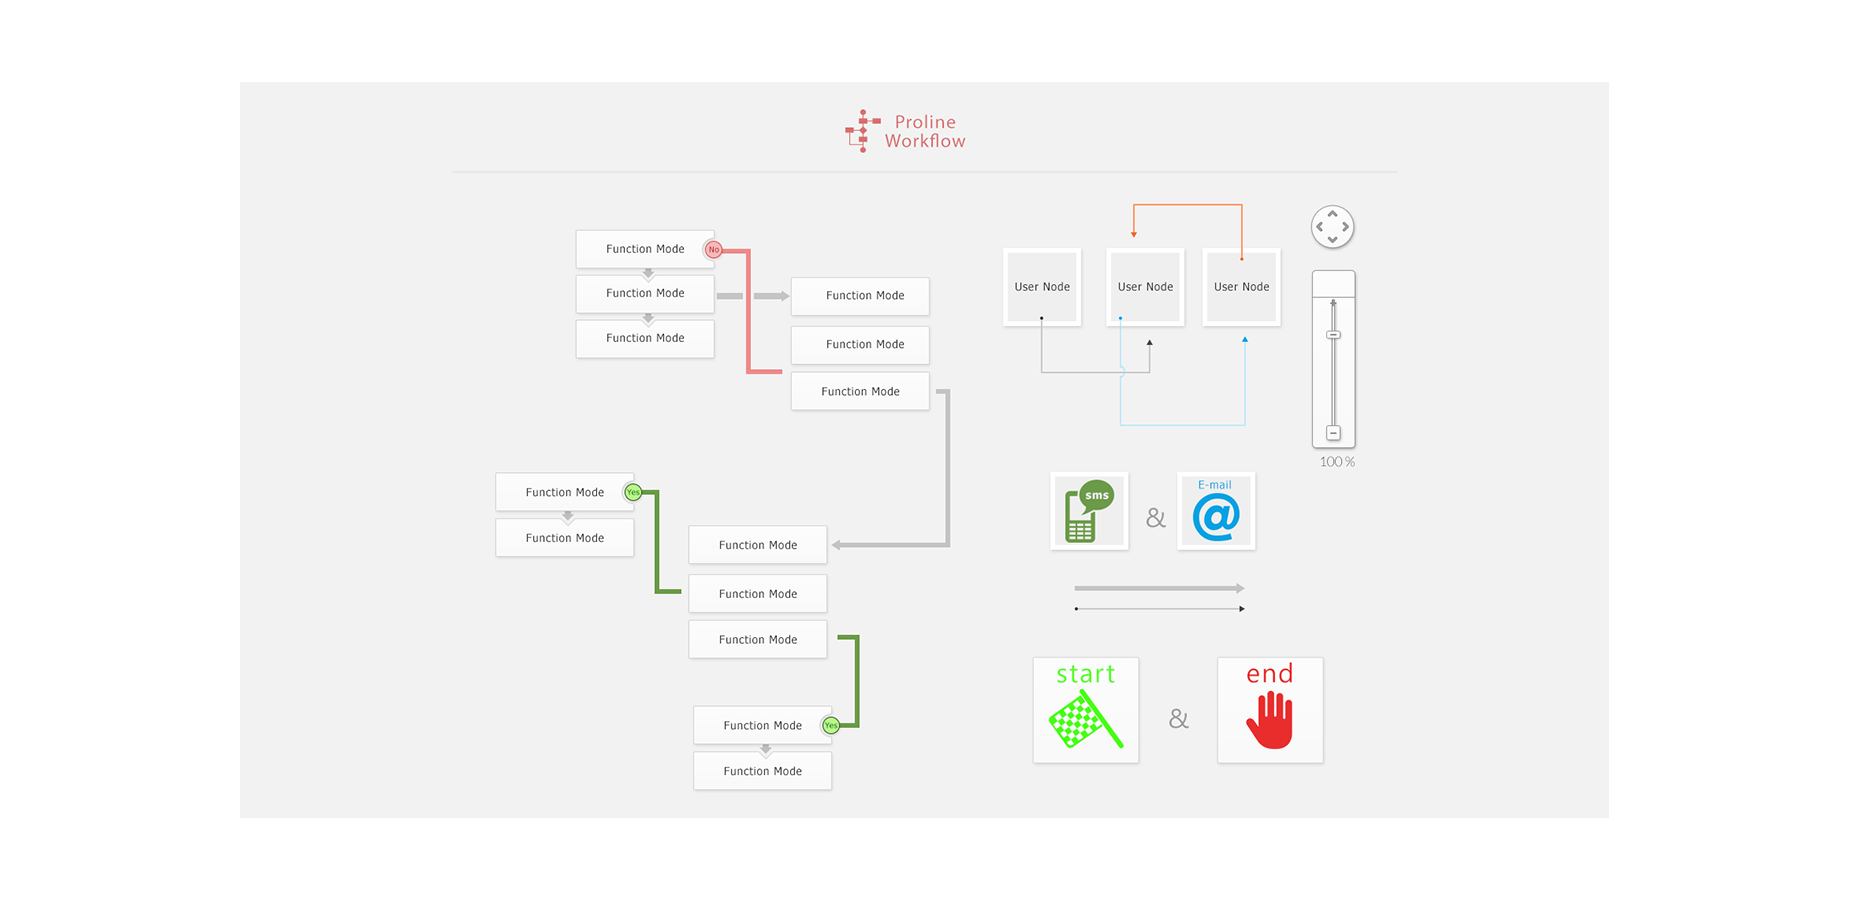 Proline
Workflow
Function Mode
No
Function Mode
Function Mode
Function Mode
Function Mode
Function Mode
User Node
User Node
User Node
100 %
Function Mode
Yes
Function Mode
Function Mode
Function Mode
Function Mode
Function Mode
Yes
Function Mode
sms
&
E-mail
@
start
&
end